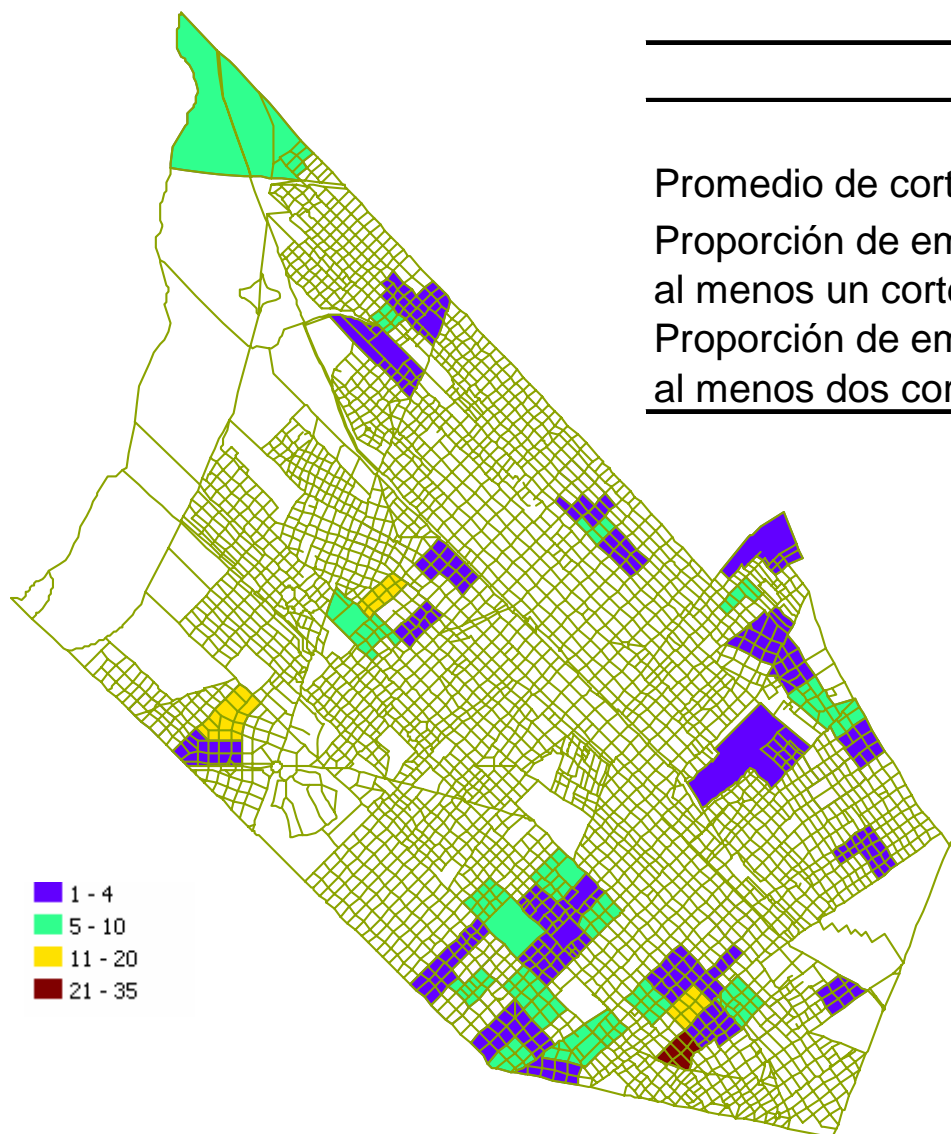 Promedio de cort
Proporción de em
al menos un corte
Proporción de em
al menos dos cor
1 - 4
5 - 10
11 - 20
21 - 35